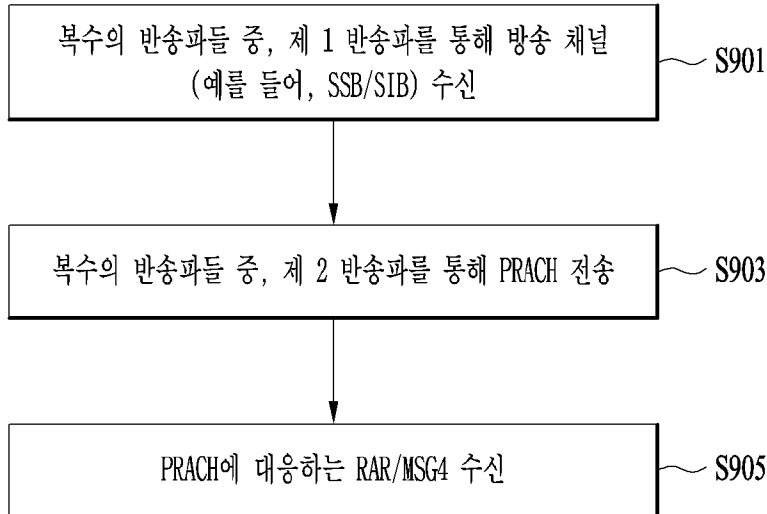 복수의 반송파들 중, 제 1 반송파를 통해 방송 채널
(예를 들어, SSB/SIB) 수신
S901
복수의 반송파들 중, 제 2 반송파를 통해 PRACH 전송
S903
PRACH에 대응하는 RAR/MSG4 수신
S905